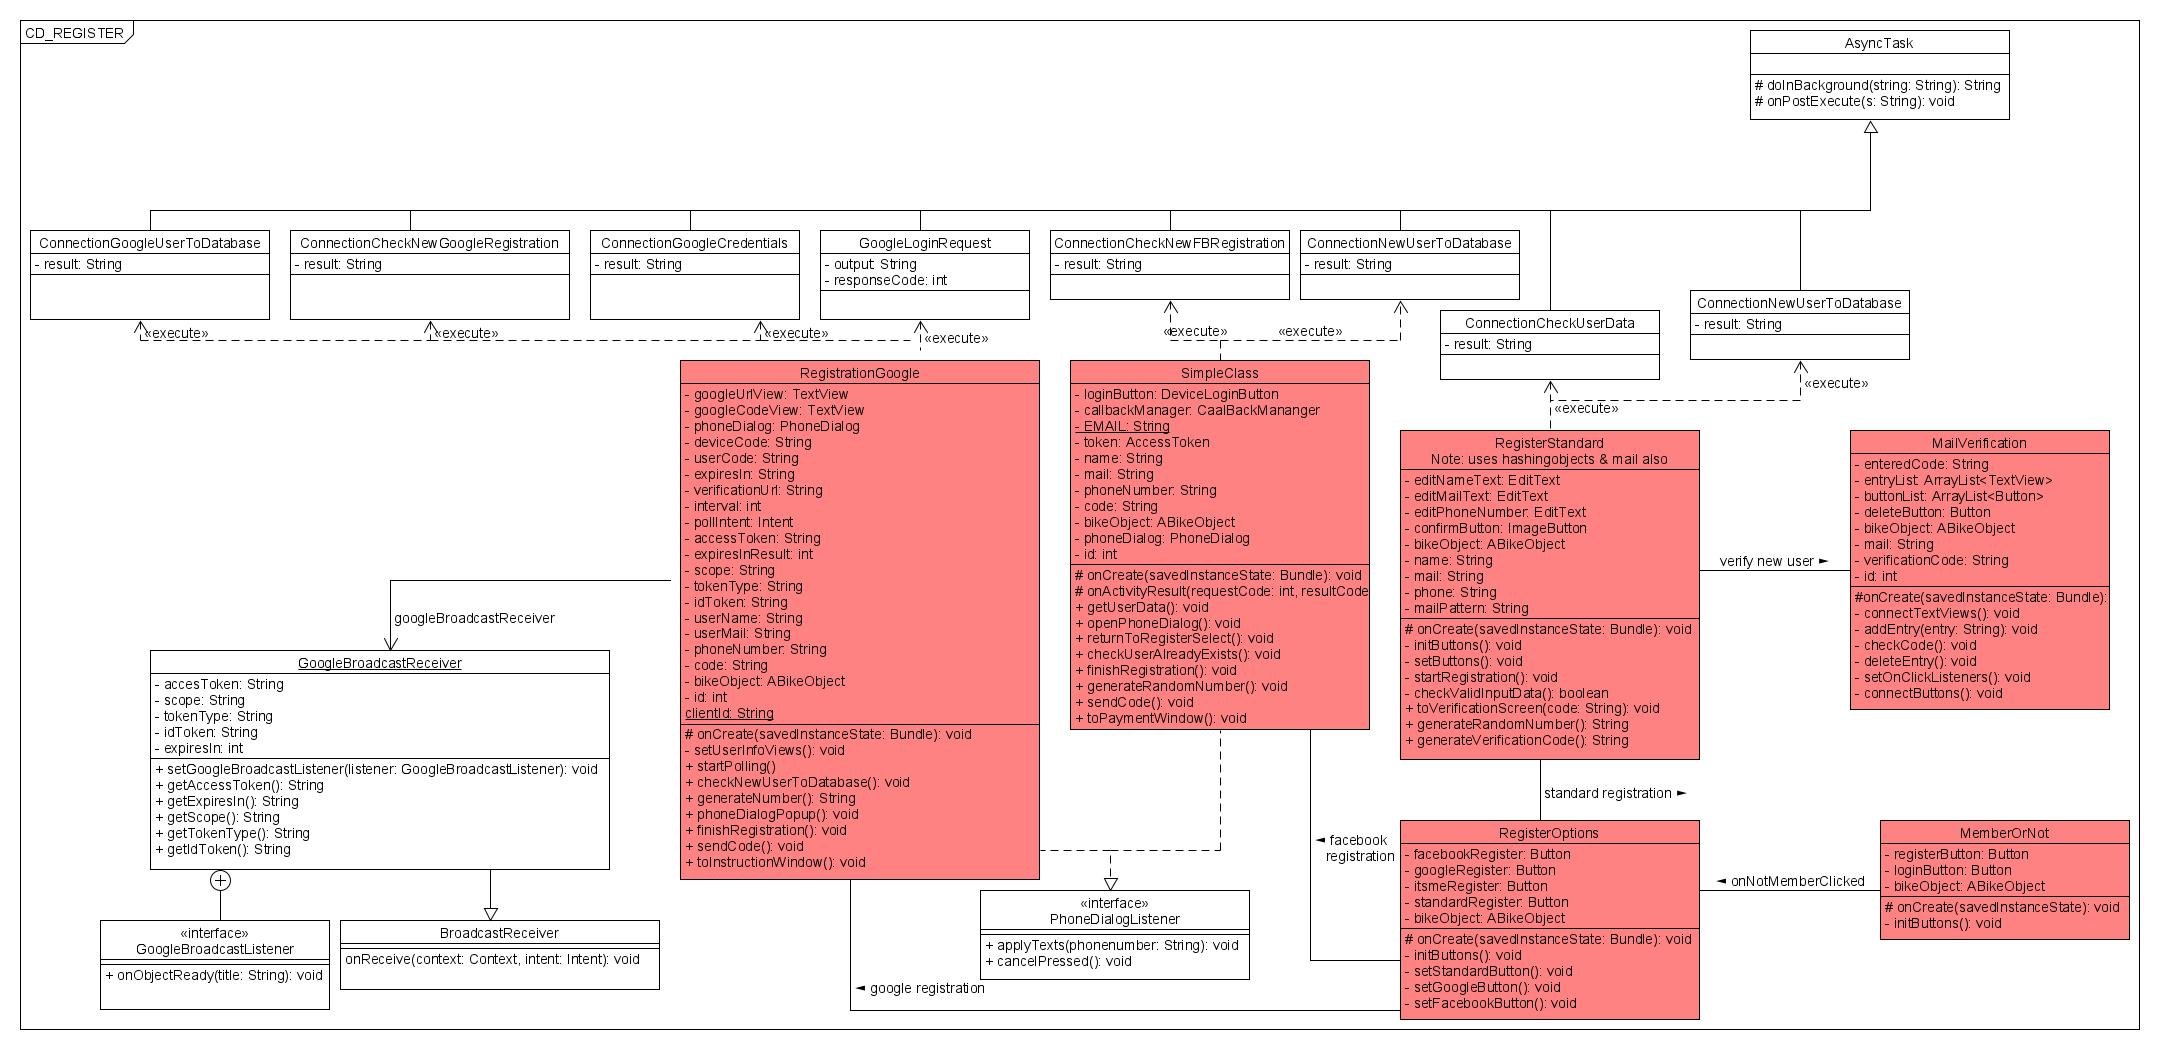 CD_REGISTER
AsyncTask
# doInBackground(string: String): String
# onPostExecute(s: String): void
ConnectionGoogleUserToDatabase
- result: String
ConnectionCheckNewGoogleRegistration
- result: String
ConnectionGoogleCredentials
- result: String
GoogleLoginRequest
- output: String
- responseCode: int
ConnectionCheckNewFBRegistration
- result: String
ConnectionNewUserToDatabase
- result: String
ConnectionCheckUserData
- result: String
ConnectionNewUserToDatabase
- result: String
«execute»
«execute»
«execute»
«execute»
«execute»
«execute»
«execute»
«execute»
RegistrationGoogle
- googleUrlView: TextView
- googleCodeView: TextView
- phoneDialog: PhoneDialog
- deviceCode: String
- userCode: String
- expiresIn: String
- verificationUrl: String
- interval: int
- pollIntent: Intent
- accessToken: String
- expiresInResult: int
- scope: String
- tokenType: String
- idToken: String
- userName: String
- userMail: String
- phoneNumber: String
- code: String
- bikeObject: ABikeObject
- id: int
clientId: String
# onCreate(savedInstanceState: Bundle): void
- setUserInfoViews(): void
+ startPolling()
+ checkNewUserToDatabase(): void
+ generateNumber(): String
+ phoneDialogPopup(): void
+ finishRegistration(): void
+ sendCode(): void
+ toInstructionWindow(): void
SimpleClass
- loginButton: DeviceLoginButton
- callbackManager: CaalBackMananger
- EMAIL: String
- token: AccessToken
- name: String
- mail: String
- phoneNumber: String
- code: String
- bikeObject: ABikeObject
- phoneDialog: PhoneDialog
- id: int
# onCreate(savedInstanceState: Bundle): void
# onActivityResult(requestCode: int, resultCode
+ getUserData(): void
+ openPhoneDialog(): void
+ returnToRegisterSelect(): void
+ checkUserAlreadyExists(): void
+ finishRegistration(): void
+ generateRandomNumber(): void
+ sendCode(): void
+ toPaymentWindow(): void
RegisterStandard
Note: uses hashingobjects & mail also
- editNameText: EditText
- editMailText: EditText
- editPhoneNumber: EditText
- confirmButton: ImageButton
- bikeObject: ABikeObject
- name: String
- mail: String
- phone: String
- mailPattern: String
# onCreate(savedInstanceState: Bundle): void
- initButtons(): void
- setButtons(): void
- startRegistration(): void
- checkValidInputData(): boolean
+ toVerificationScreen(code: String): void
+ generateRandomNumber(): String
+ generateVerificationCode(): String
verify new user ►
MailVerification
- enteredCode: String
- entryList: ArrayList<TextView>
- buttonList: ArrayList<Button>
- deleteButton: Button
- bikeObject: ABikeObject
- mail: String
- verificationCode: String
- id: int
#onCreate(savedInstanceState: Bundle):
- connectTextViews(): void
- addEntry(entry: String): void
- checkCode(): void
- deleteEntry(): void
- setOnClickListeners(): void
- connectButtons(): void
googleBroadcastReceiver
GoogleBroadcastReceiver
- accesToken: String
- scope: String
- tokenType: String
- idToken: String
- expiresIn: int
+ setGoogleBroadcastListener(listener: GoogleBroadcastListener): void
+ getAccessToken(): String
+ getExpiresIn(): String
+ getScope(): String
+ getTokenType(): String
+ getIdToken(): String
«interface»
GoogleBroadcastListener
+ onObjectReady(title: String): void
BroadcastReceiver
onReceive(context: Context, intent: Intent): void
«interface»
PhoneDialogListener
+ applyTexts(phonenumber: String): void
+ cancelPressed(): void
standard registration ►
◄ facebook
registration
◄ google registration
RegisterOptions
- facebookRegister: Button
- googleRegister: Button
- itsmeRegister: Button
- standardRegister: Button
- bikeObject: ABikeObject
# onCreate(savedInstanceState: Bundle): void
- initButtons(): void
- setStandardButton(): void
- setGoogleButton(): void
- setFacebookButton(): void
◄ onNotMemberClicked
MemberOrNot
- registerButton: Button
- loginButton: Button
- bikeObject: ABikeObject
# onCreate(savedInstanceState): void
- initButtons(): void